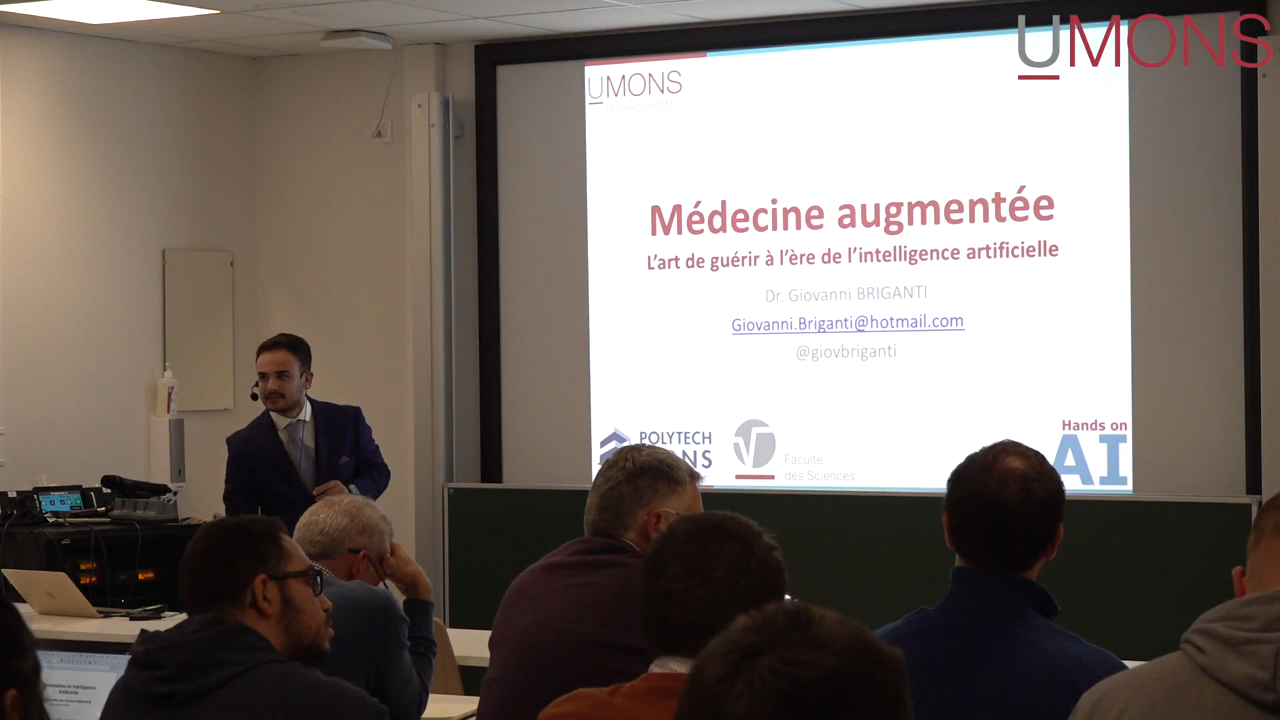 UMONS
UMONS
Médecine augmentée
L'art de guérir à l'ère de l'intelligence artificielle
Dr. Giovanni BRIGANTI
Giovanni.Briganti@hotmail.com
@giovbriganti
POLYTECH
Faculté
des Sciences
Hands on
AI